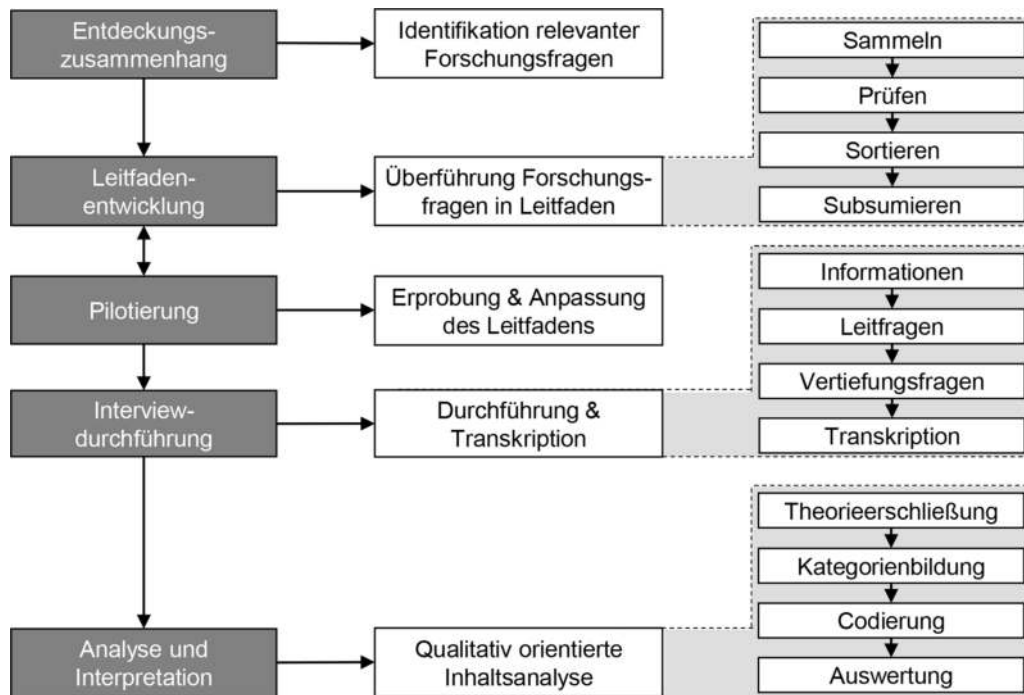 Entdeckungs-
zusammenhang
Identifikation relevanter
Forschungsfragen
Sammeln
Prüfen
Sortieren
Subsumieren
Leitfaden-
entwicklung
Überführung Forschungs-
fragen in Leitfaden
Pilotierung
Erprobung & Anpassung
des Leitfadens
Informationen
Leitfragen
Vertiefungsfragen
Transkription
Interview-
durchführung
Durchführung &
Transkription
Theorieerschließung
Kategorienbildung
Codierung
Auswertung
Analyse und
Interpretation
Qualitativ orientierte
Inhaltsanalyse